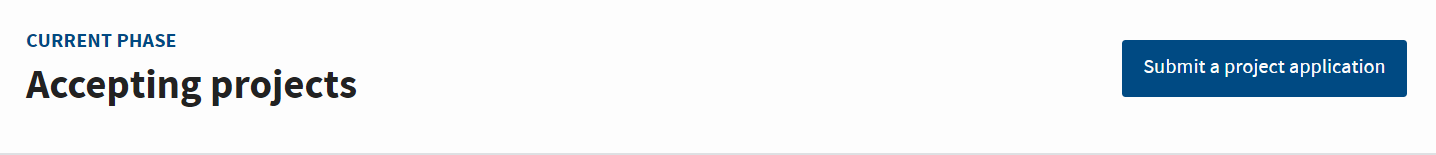 CURRENT PHASE
Accepting projects
Submit a project application